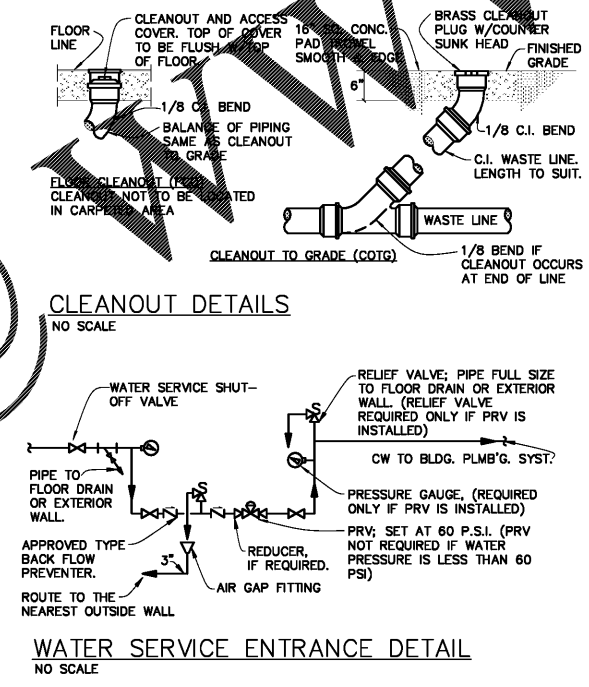 FLOOR
LINE
CLEANOUT AND ACCESS
COVER. TOP OF COVER
TO BE FLUSH W/TOP
OF FLOOR
1/8 C.I. BEND
BALANCE OF PIPING
SAME AS CLEANOUT
TO GRADE
FLOOR CLEANOUT (FCO)
CLEANOUT NOT TO BE LOCATED
IN CARPETED AREA
16" SQ. CONC.
PAD TROWEL
SMOOTH & EDGE
6"
BRASS CLEANOUT
PLUG W/COUNTER
SUNK HEAD
FINISHED
GRADE
1/8 C.I. BEND
C.I. WASTE LINE.
LENGTH TO SUIT.
WASTE LINE
1/8 BEND IF
CLEANOUT OCCURS
AT END OF LINE
CLEANOUT TO GRADE (COTG)
CLEANOUT DETAILS
NO SCALE
WATER SERVICE SHUT-
OFF VALVE
PIPE TO
FLOOR DRAIN
OR EXTERIOR
WALL.
S
S
RELIEF VALVE; PIPE FULL SIZE
TO FLOOR DRAIN OR EXTERIOR
WALL. (RELIEF VALVE
REQUIRED ONLY IF PRV IS
INSTALLED)
CW TO BLDG. PLMB'G. SYST.
PRESSURE GAUGE, (REQUIRED
ONLY IF PRV IS INSTALLED)
PRV; SET AT 60 P.S.I. (PRV
NOT REQUIRED IF WATER
PRESSURE IS LESS THAN 60
PSI)
APPROVED TYPE
BACK FLOW
PREVENTER.
3"
REDUCER,
IF REQUIRED.
AIR GAP FITTING
ROUTE TO THE
NEAREST OUTSIDE WALL
WATER SERVICE ENTRANCE DETAIL
NO SCALE